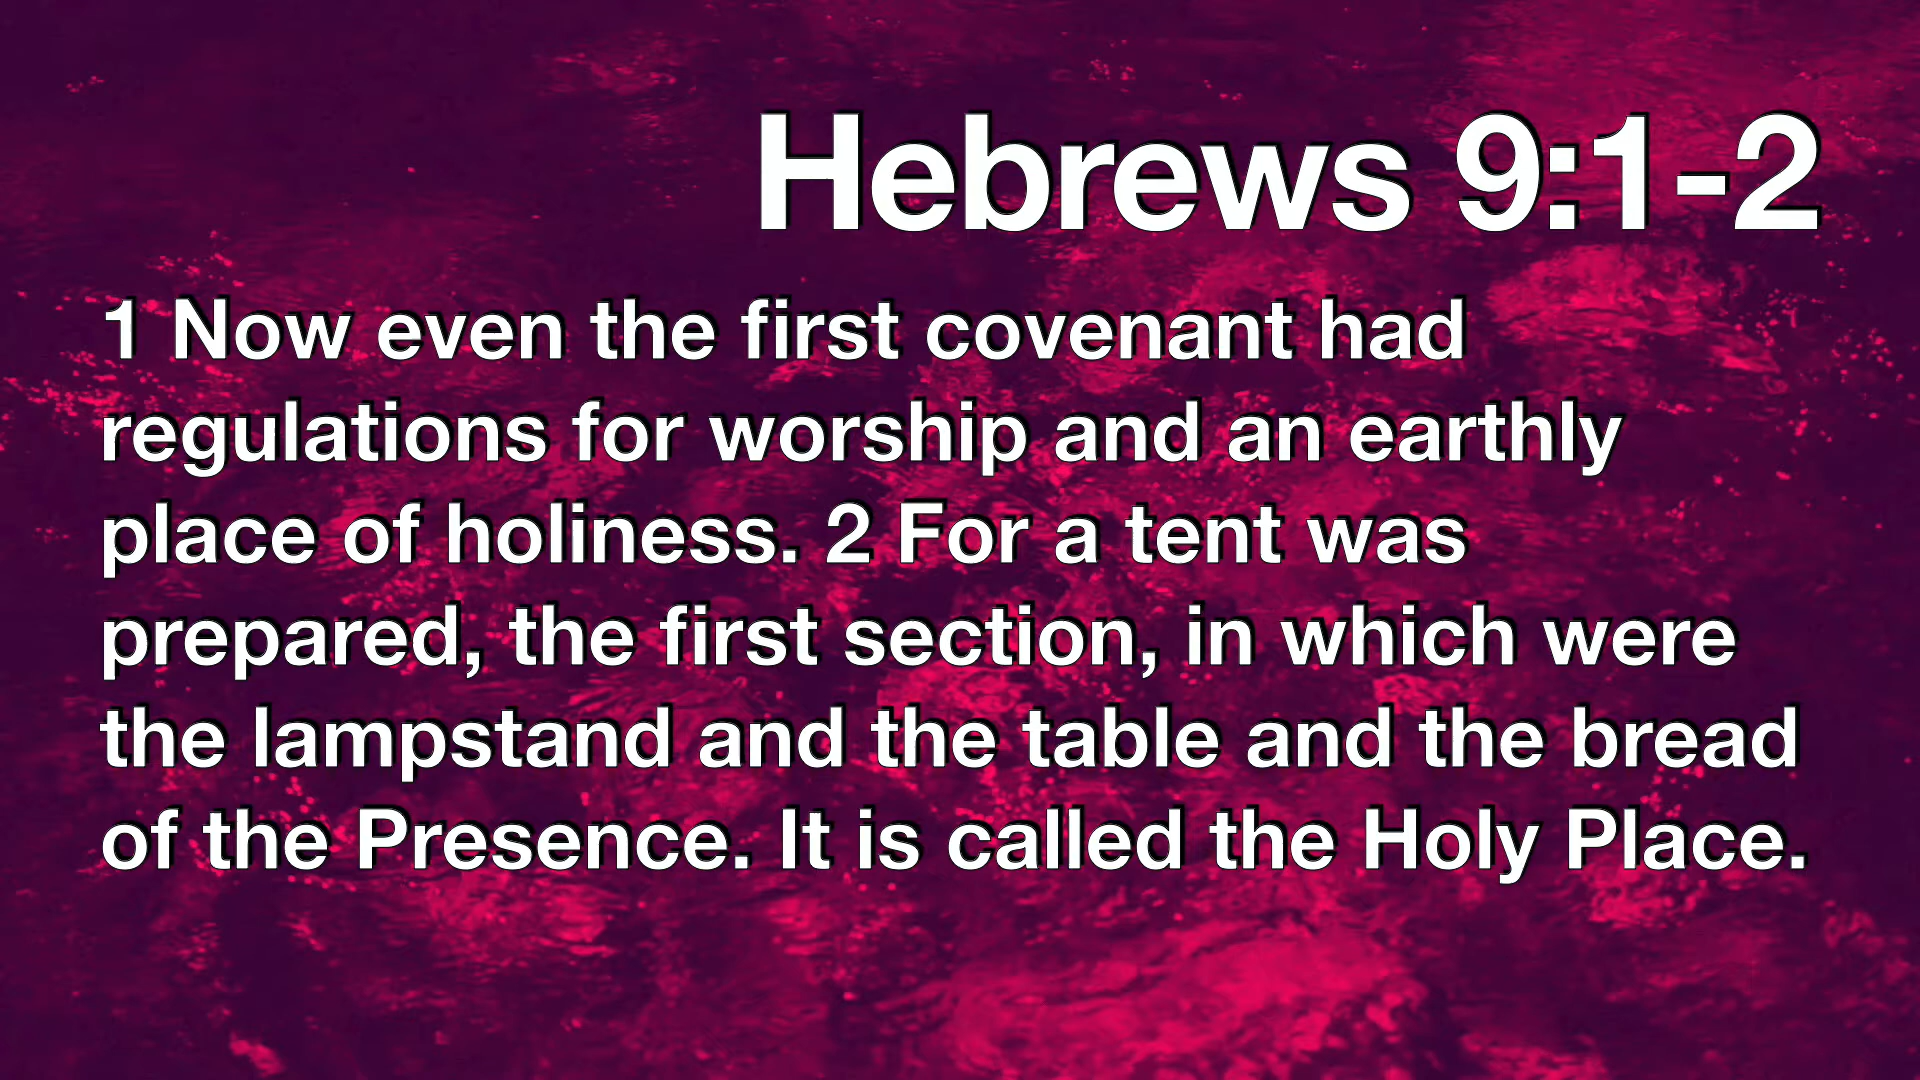 Hebrews 9:1-2
1 Now even the first covenant had
regulations for worship and an earthly
place of holiness. 2 For a tent was
prepared, the first section, in which were
the lampstand and the table and the bread
of the Presence. It is called the Holy Place.